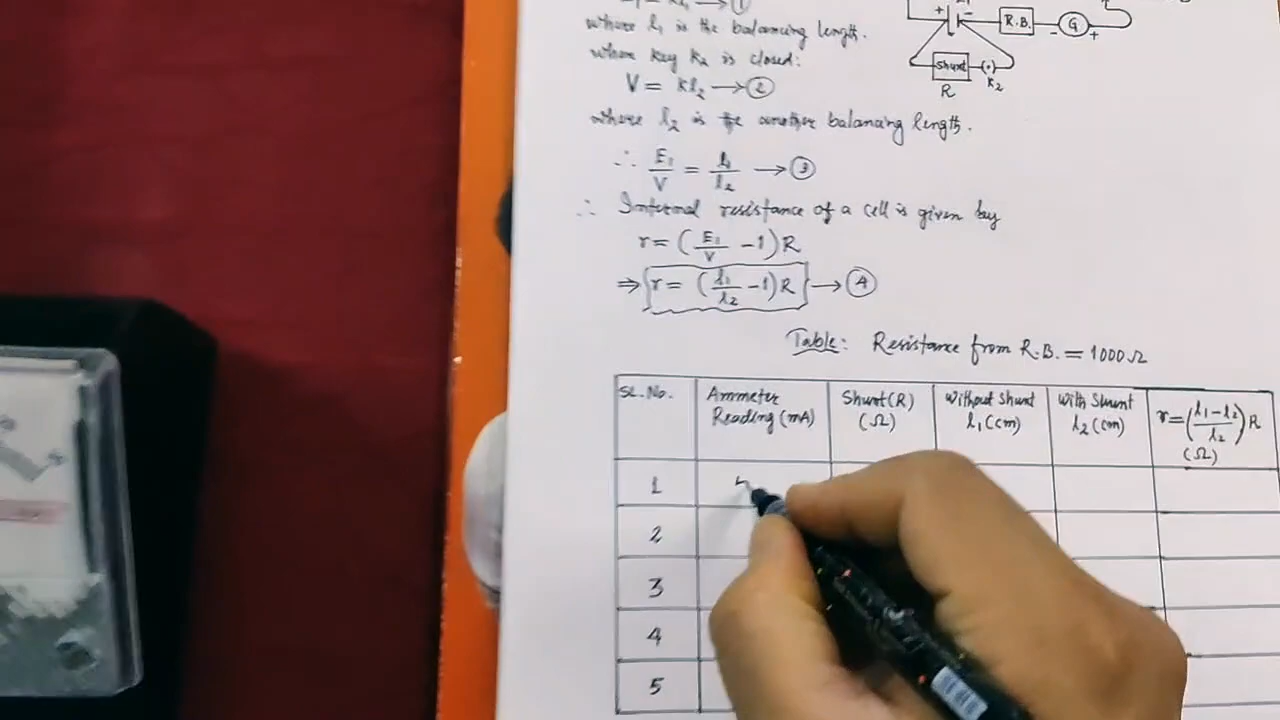 where l₁ is the balancing length.
when key K₂ is closed:
V = Kl₂ → ②
where l₂ is the another balancing length.
∴ E₁/V = l₁/l₂ → ③
∴ Internal resistance of a cell is given by
r = (E₁/V - 1)R
⇒ r = (l₁/l₂ - 1)R → ④
+ -
R.B.
G
- +
Shunt
K₂
R
Table: Resistance from R.B. = 1000Ω
SL.No. Ammeter Reading (mA) Shunt (R) (Ω) Without Shunt l₁ (cm) With Shunt l₂ (cm) r = (l₁-l₂/l₂)R (Ω)
1
2
3
4
5